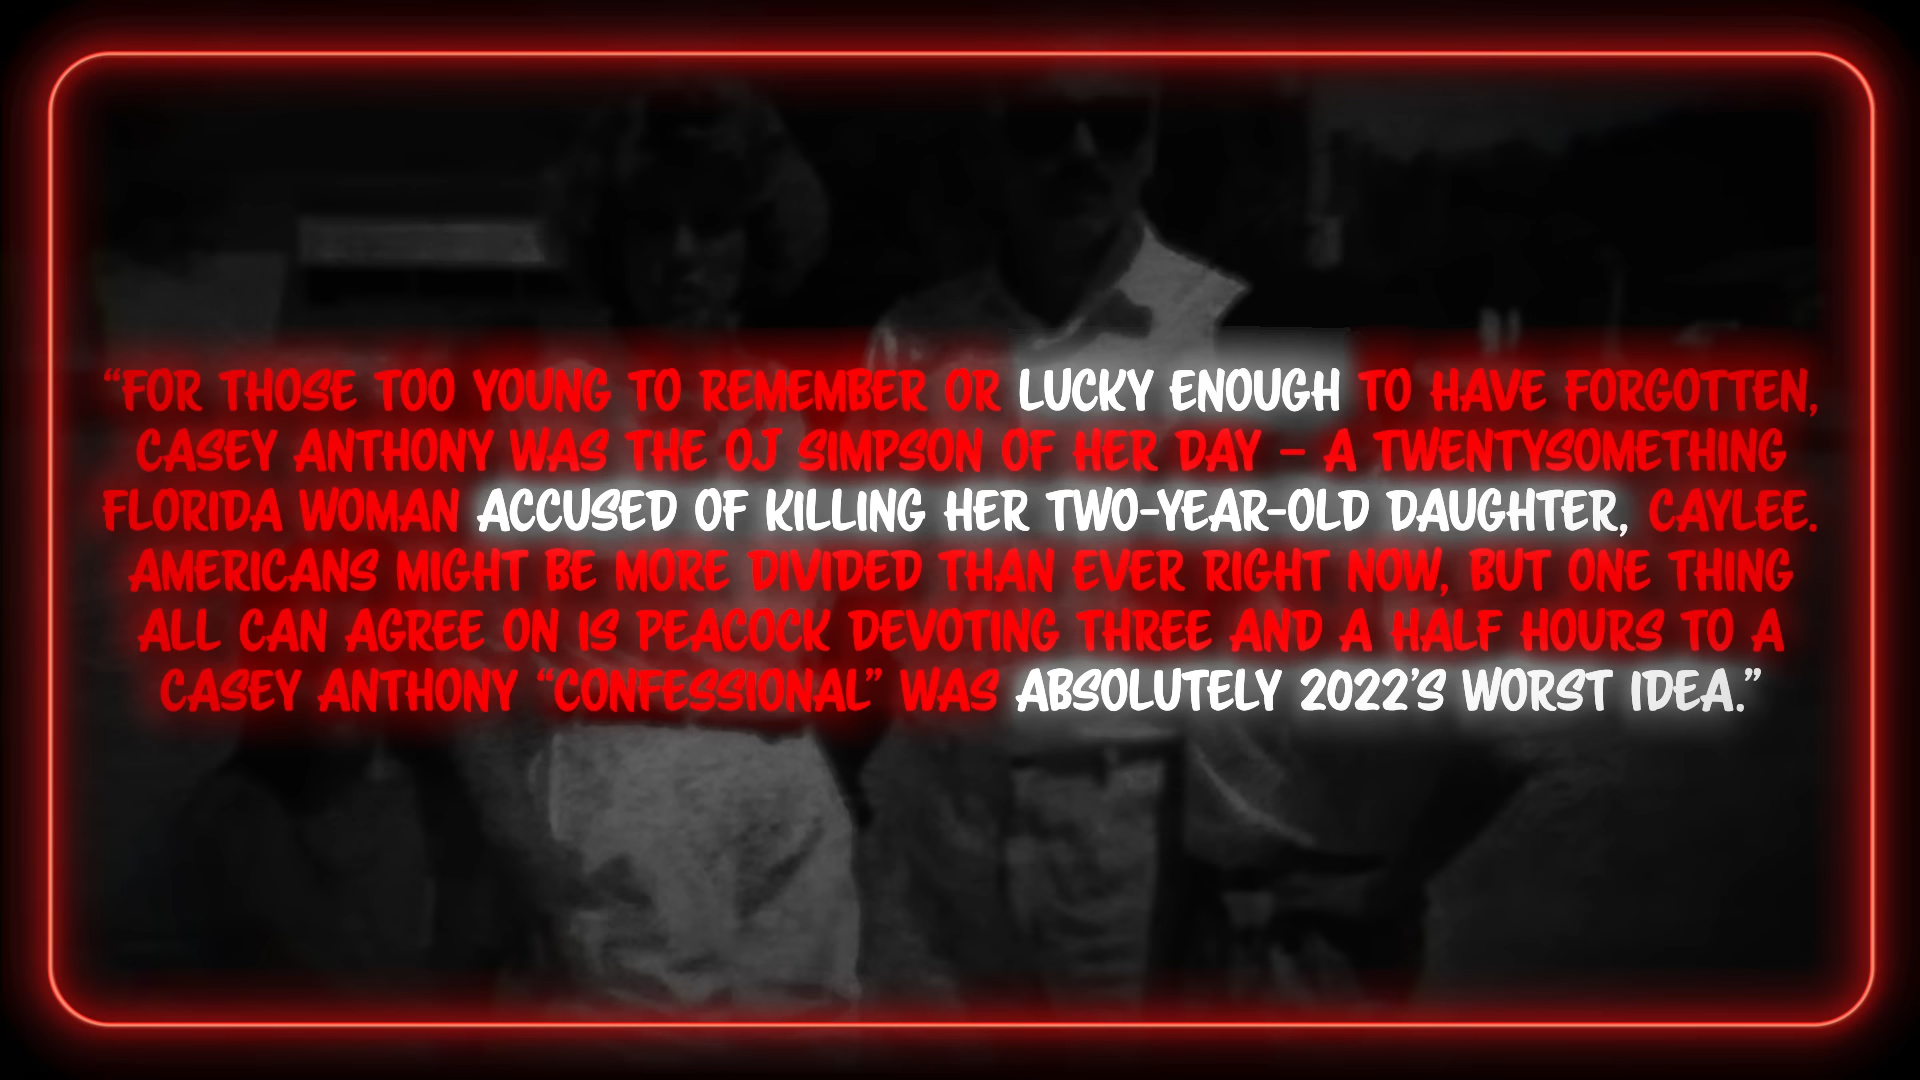 “FOR THOSE TOO YOUNG TO REMEMBER OR LUCKY ENOUGH TO HAVE FORGOTTEN,
CASEY ANTHONY WAS THE OJ SIMPSON OF HER DAY – A TWENTYSOMETHING
FLORIDA WOMAN ACCUSED OF KILLING HER TWO-YEAR-OLD DAUGHTER, CAYLEE.
AMERICANS MIGHT BE MORE DIVIDED THAN EVER RIGHT NOW, BUT ONE THING
ALL CAN AGREE ON IS PEACOCK DEVOTING THREE AND A HALF HOURS TO A
CASEY ANTHONY “CONFESSIONAL” WAS ABSOLUTELY 2022’S WORST IDEA.”